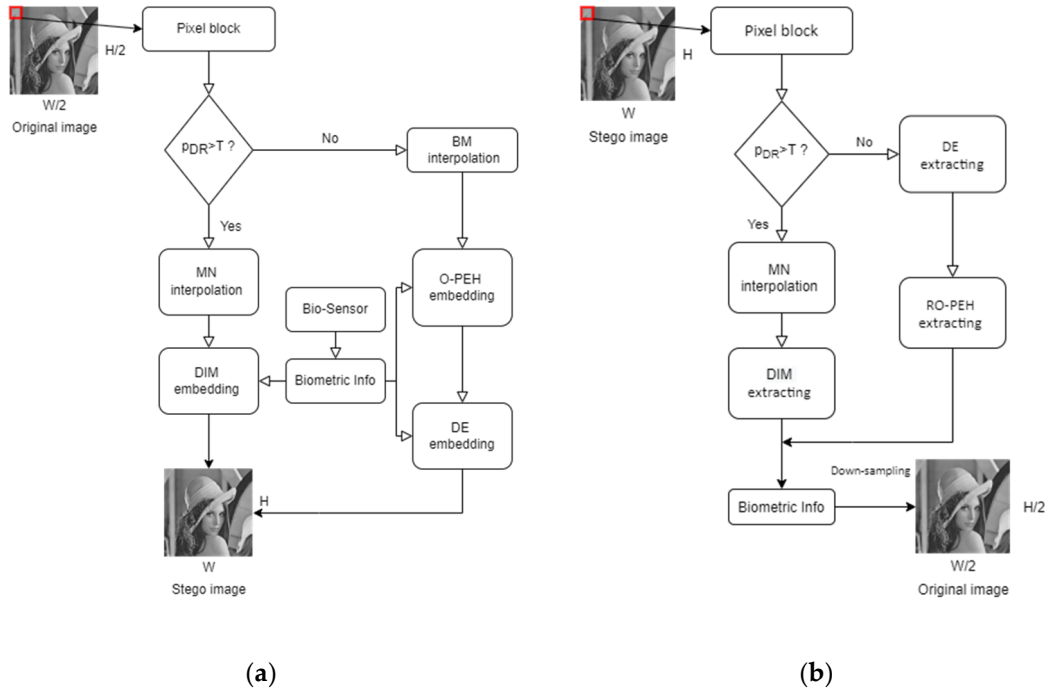 Pixel block
H/2
W/2
Original image
pDR>T ?
No
BM
interpolation
Yes
MN
interpolation
Bio-Sensor
O-PEH
embedding
DIM
embedding
Biometric Info
DE
embedding
H
W
Stego image
(a)
Pixel block
H
W
Stego image
pDR>T ?
No
DE
extracting
Yes
MN
interpolation
RO-PEH
extracting
DIM
extracting
Down-sampling
Biometric Info
H/2
W/2
Original image
(b)